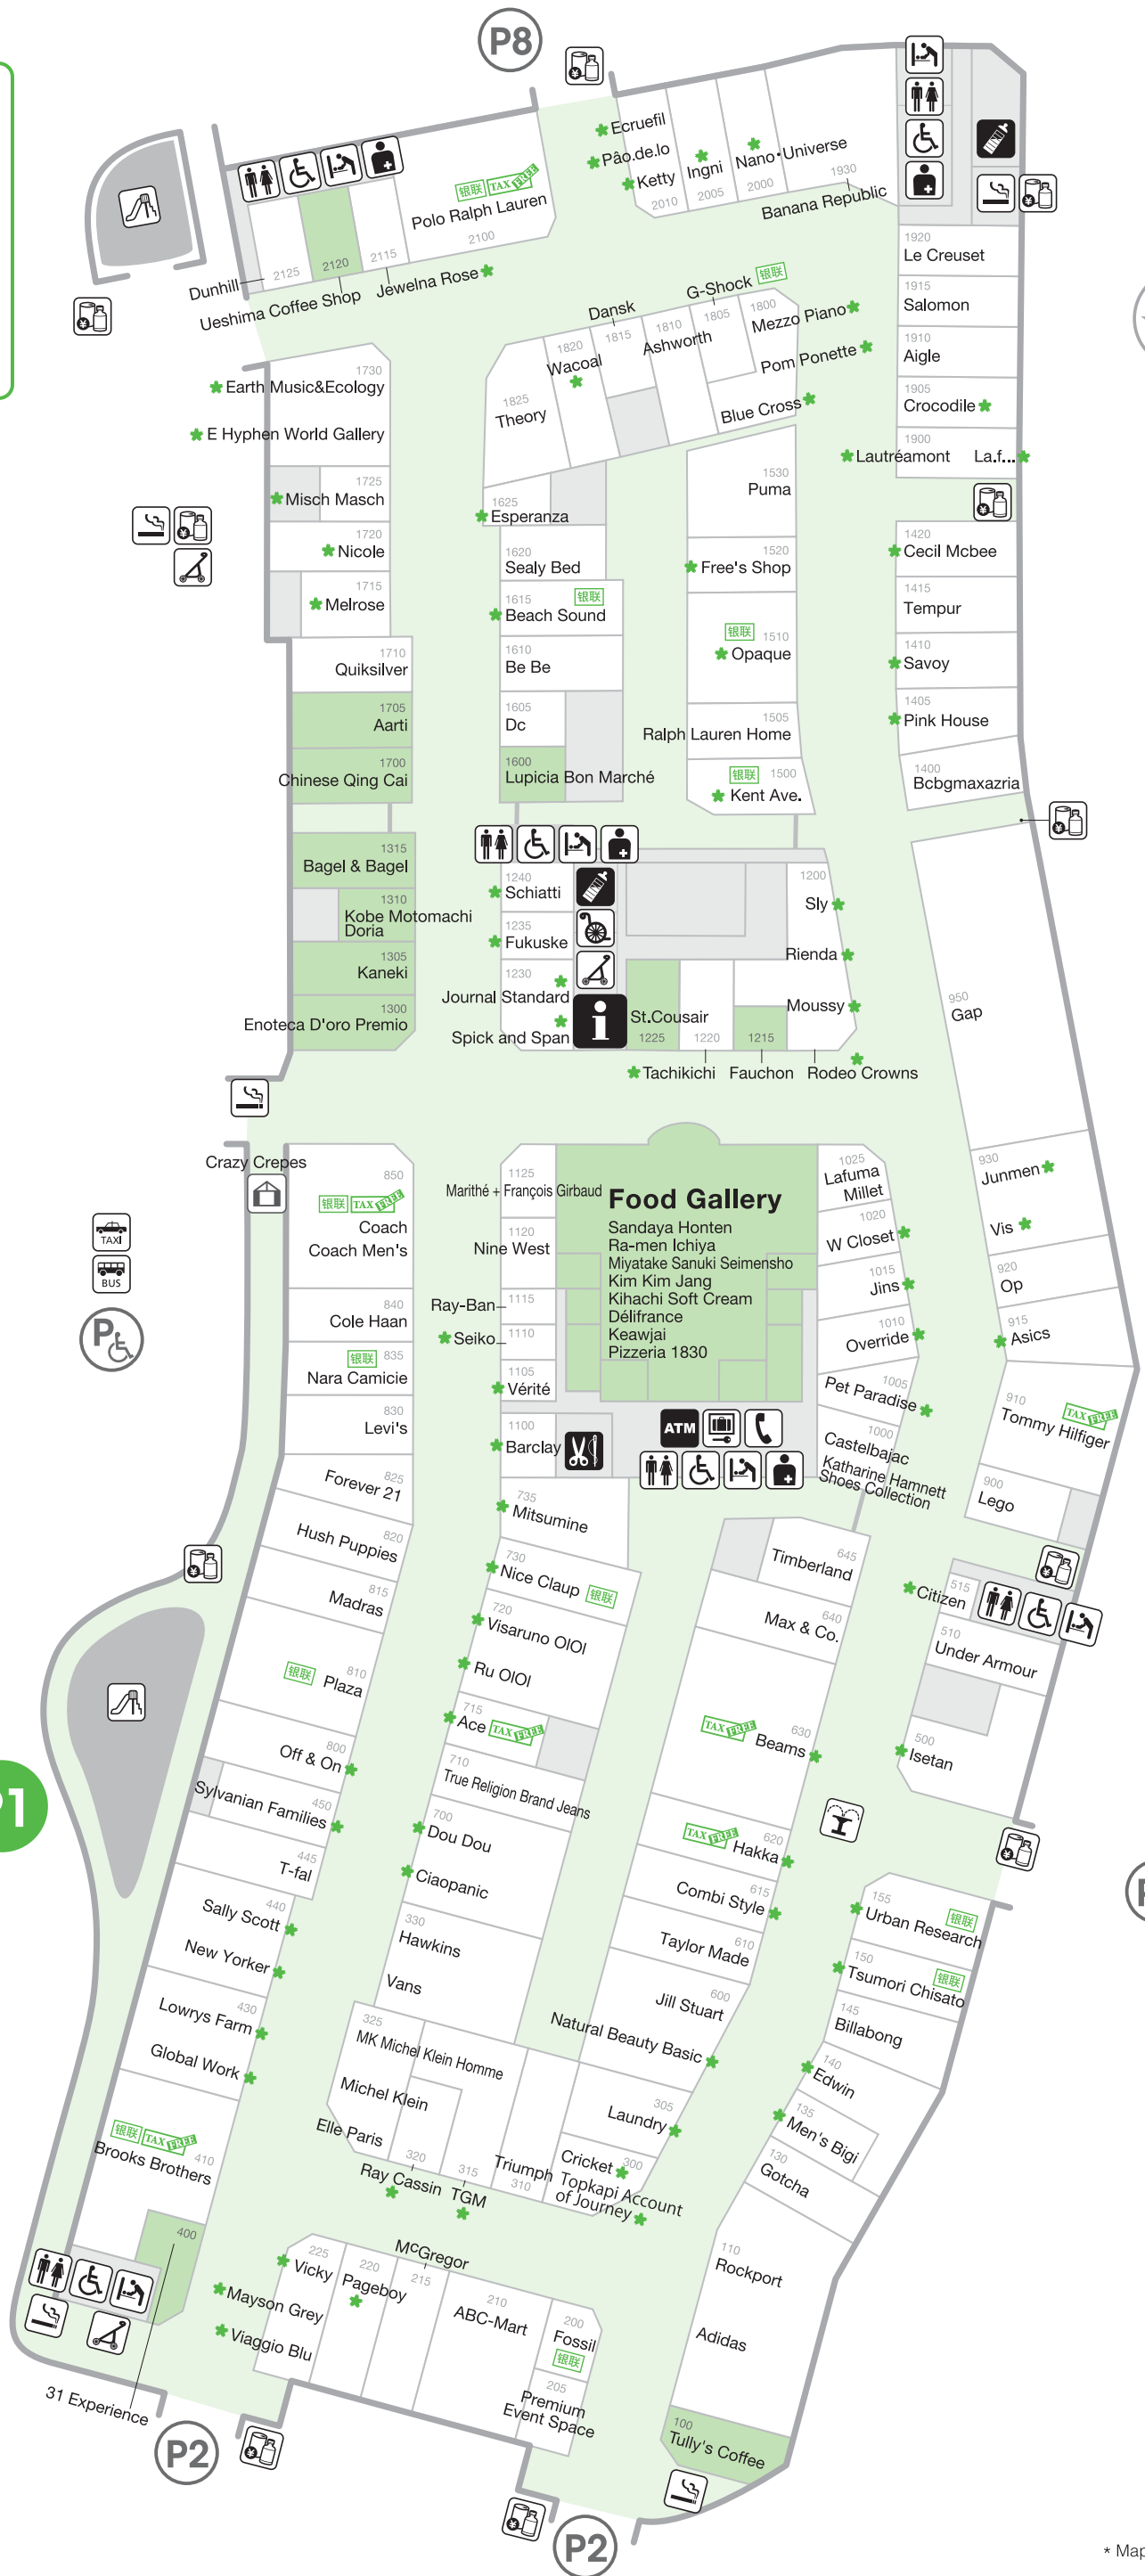 P8
Ecruefil
Pâo.de.lo
Ketty
2010
Ingni
2005
Nano・Universe
2000
1930
Banana Republic
银联 TAX FREE
Polo Ralph Lauren
2100
2115
Jewelna Rose
2120
Ueshima Coffee Shop
2125
Dunhill
1920
Le Creuset
1915
Salomon
1910
Aigle
1905
Crocodile
1900
Lautréamont
La.f...
G-Shock 银联
1805
1800
Mezzo Piano
Pom Ponette
Blue Cross
1810
Ashworth
Dansk
1815
1820
Wacoal
1825
Theory
1730
Earth Music&Ecology
E Hyphen World Gallery
1725
Misch Masch
1720
Nicole
1715
Melrose
1710
Quiksilver
1705
Aarti
1700
Chinese Qing Cai
1625
Esperanza
1620
Sealy Bed
1615 银联
Beach Sound
1610
Be Be
1605
Dc
1600
Lupicia Bon Marché
1530
Puma
1520
Free's Shop
银联 1510
Opaque
1505
Ralph Lauren Home
银联 1500
Kent Ave.
1420
Cecil Mcbee
1415
Tempur
1410
Savoy
1405
Pink House
1400
Bcbgmaxazria
1315
Bagel & Bagel
1310
Kobe Motomachi
Doria
1305
Kaneki
1300
Enoteca D'oro Premio
1240
Schiatti
1235
Fukuske
1230
Journal Standard
Spick and Span
i
St.Cousair
1225
1220
Tachikichi
1215
Fauchon
1200
Sly
Rienda
Moussy
Rodeo Crowns
950
Gap
Crazy Crepes
TAXI
BUS
P
850
银联 TAX FREE
Coach
Coach Men's
840
Cole Haan
银联 835
Nara Camicie
830
Levi's
825
Forever 21
820
Hush Puppies
815
Madras
810
银联 Plaza
800
Off & On
450
Sylvanian Families
445
T-fal
440
Sally Scott
New Yorker
430
Lowrys Farm
Global Work
银联 TAX FREE
410
Brooks Brothers
400
31 Experience
1125
Marithé + François Girbaud
1120
Nine West
1115
Ray-Ban
1110
Seiko
1105
Vérité
1100
Barclay
Food Gallery
Sandaya Honten
Ra-men Ichiya
Miyatake Sanuki Seimensho
Kim Kim Jang
Kihachi Soft Cream
Délifrance
Keawjai
Pizzeria 1830
ATM
1025
Lafuma
Millet
1020
W Closet
1015
Jins
1010
Override
1005
Pet Paradise
1000
Castelbajac
Katharine Hamnett
Shoes Collection
930
Junmen
Vis
920
Op
915
Asics
910
Tommy Hilfiger
TAX FREE
900
Lego
735
Mitsumine
730
Nice Claup 银联
720
Visaruno OIOI
Ru OIOI
715
Ace TAX FREE
710
True Religion Brand Jeans
700
Dou Dou
Ciaopanic
330
Hawkins
Vans
325
MK Michel Klein Homme
Michel Klein
Elle Paris
320
Ray Cassin
315
TGM
Triumph
310
645
Timberland
640
Max & Co.
TAX FREE
630
Beams
TAX FREE
620
Hakka
615
Combi Style
610
Taylor Made
600
Jill Stuart
Natural Beauty Basic
305
Laundry
300
Cricket
Topkapi Account
of Journey
515
Citizen
510
Under Armour
500
Isetan
155
Urban Research
银联
150
Tsumori Chisato
银联
145
Billabong
140
Edwin
135
Men's Bigi
130
Gotcha
110
Rockport
Adidas
100
Tully's Coffee
225
Vicky
Mayson Grey
Viaggio Blu
220
Pageboy
McGregor
215
210
ABC-Mart
200
Fossil
银联
205
Premium
Event Space
P2
P2
* Map